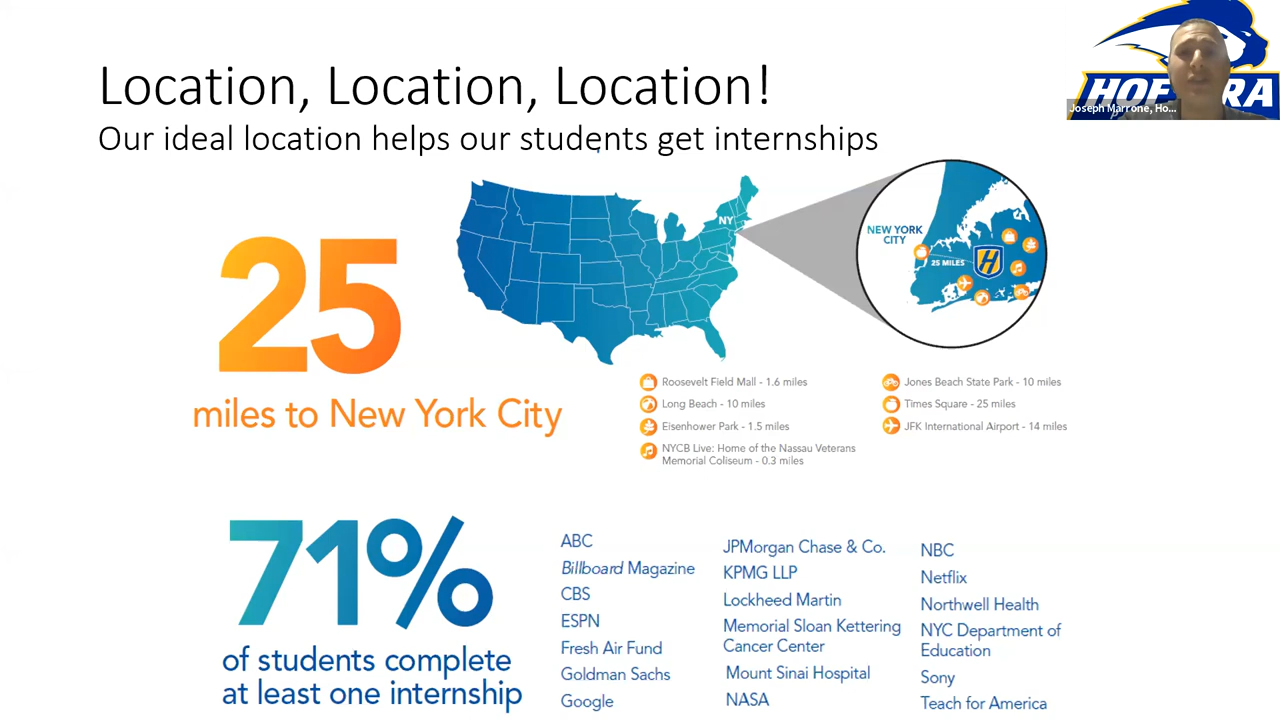 Location, Location, Location!
Our ideal location helps our students get internships
Joseph Marrone, Ho...
NY
NEW YORK
CITY
25 MILES
H
25
miles to New York City
Roosevelt Field Mall - 1.6 miles
Long Beach - 10 miles
Eisenhower Park - 1.5 miles
NYCB Live: Home of the Nassau Veterans
Memorial Coliseum - 0.3 miles
Jones Beach State Park - 10 miles
Times Square - 25 miles
JFK International Airport - 14 miles
71%
of students complete
at least one internship
ABC
Billboard Magazine
CBS
ESPN
Fresh Air Fund
Goldman Sachs
Google
JPMorgan Chase & Co.
KPMG LLP
Lockheed Martin
Memorial Sloan Kettering
Cancer Center
Mount Sinai Hospital
NASA
NBC
Netflix
Northwell Health
NYC Department of
Education
Sony
Teach for America